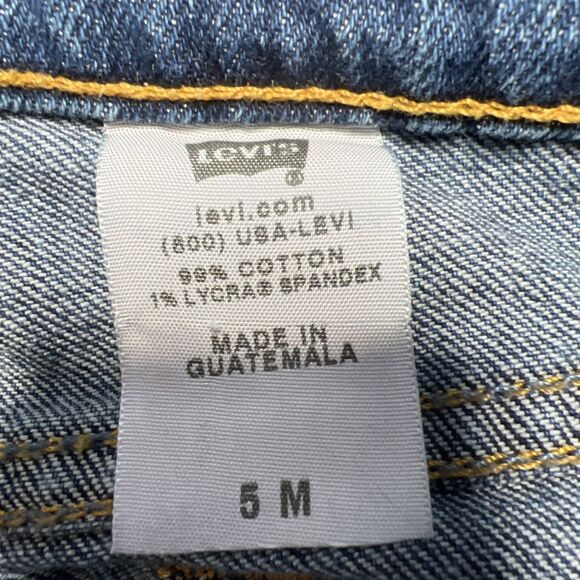 LEVI'S
®
levi.com
(800) USA-LEVI
99% COTTON
1% LYCRA® SPANDEX
MADE IN
GUATEMALA
5 M